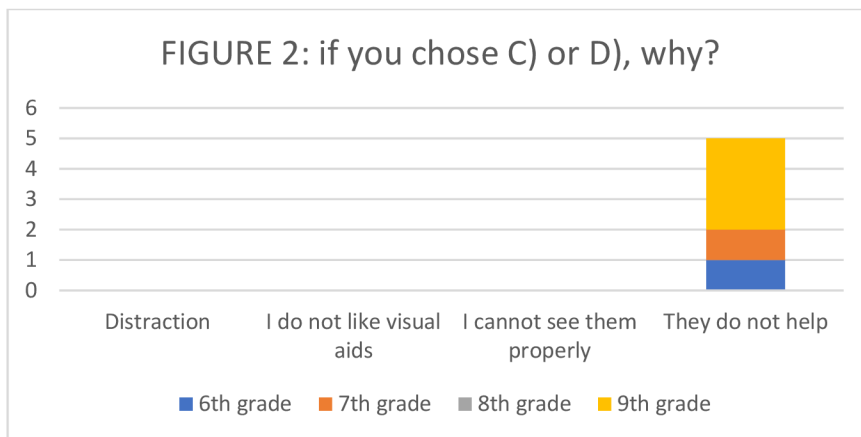 FIGURE 2: if you chose C) or D), why?
6
5
4
3
2
1
0
Distraction
I do not like visual
aids
I cannot see them
properly
They do not help
6th grade
7th grade
8th grade
9th grade